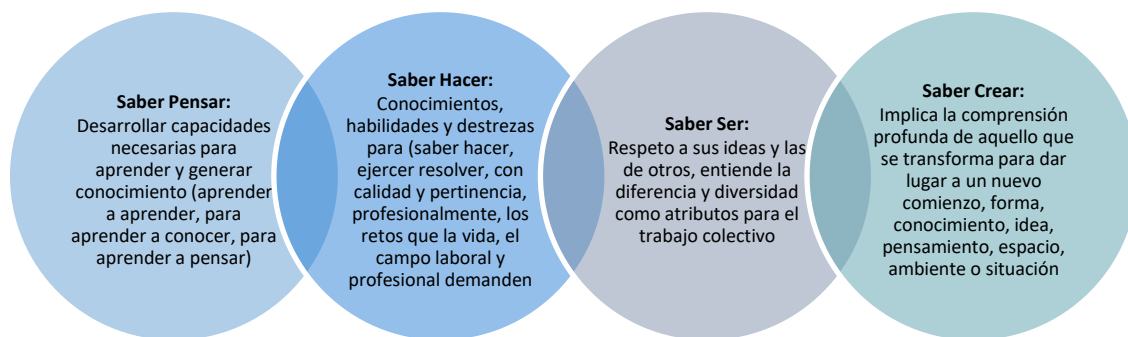 Saber Pensar:
Desarrollar capacidades
necesarias para
aprender y generar
conocimiento (aprender
a aprender, para
aprender a conocer, para
aprender a pensar)
Saber Hacer:
Conocimientos,
habilidades y destrezas
para (saber hacer,
ejercer resolver, con
calidad y pertinencia,
profesionalmente, los
retos que la vida, el
campo laboral y
profesional demanden
Saber Ser:
Respeto a sus ideas y las
de otros, entiende la
diferencia y diversidad
como atributos para el
trabajo colectivo
Saber Crear:
Implica la comprensión
profunda de aquello que
se transforma para dar
lugar a un nuevo
comienzo, forma,
conocimiento, idea,
pensamiento, espacio,
ambiente o situación